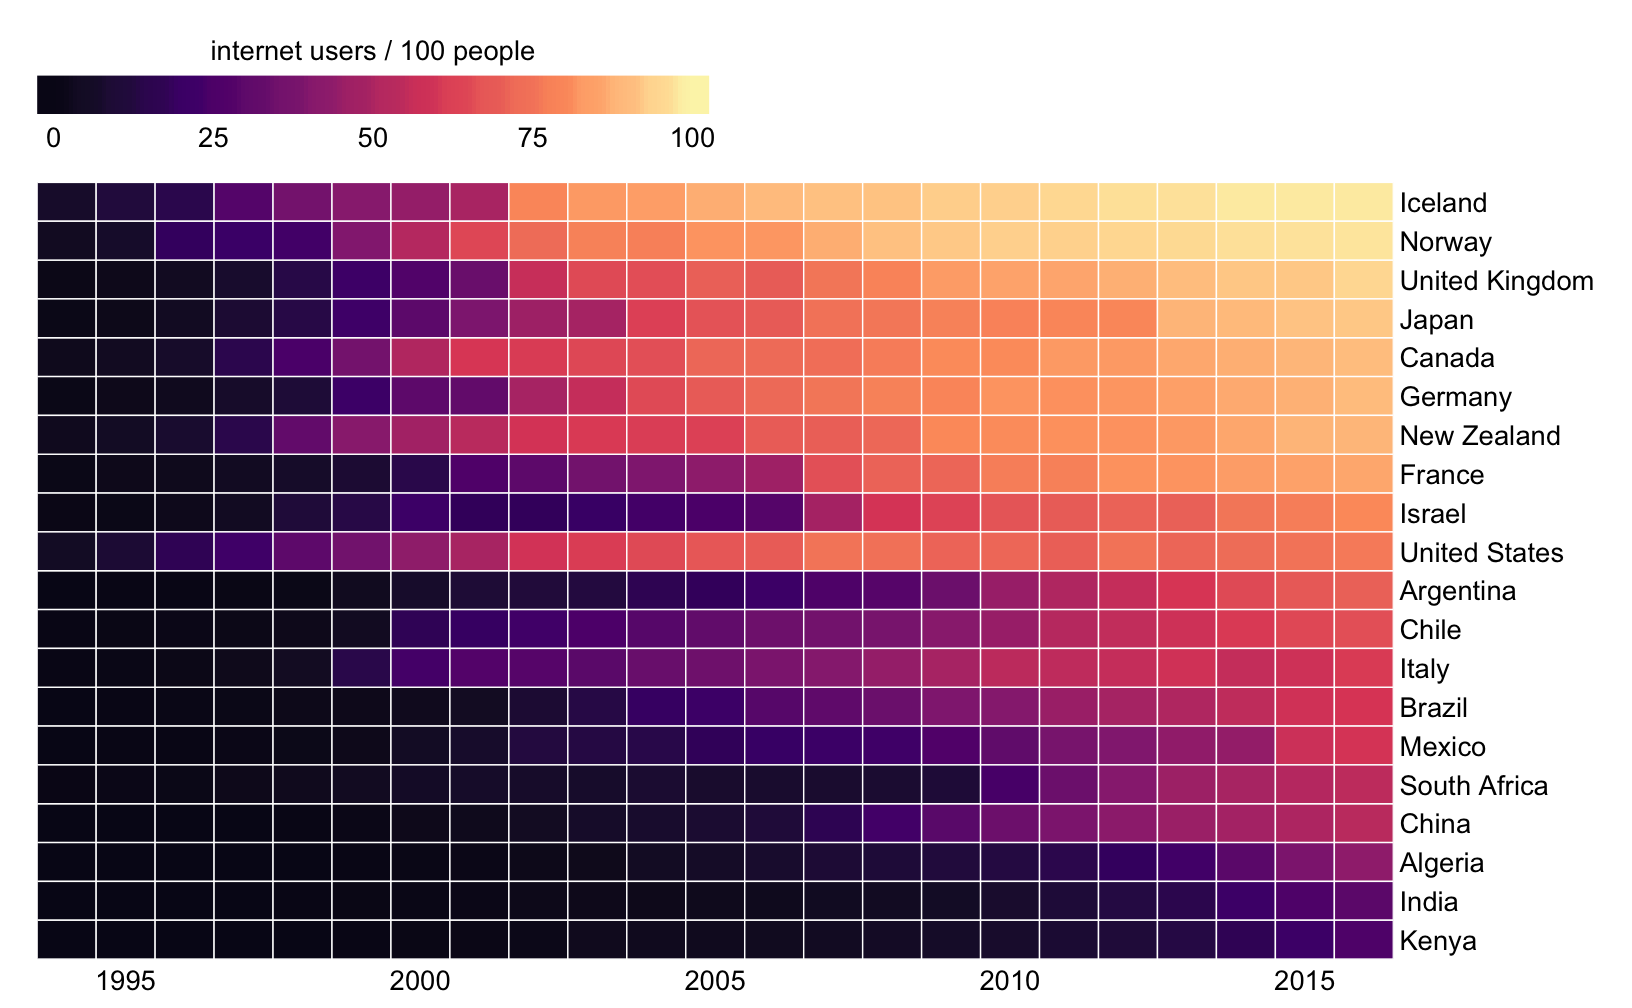 internet users / 100 people
0 25 50 75 100
Iceland
Norway
United Kingdom
Japan
Canada
Germany
New Zealand
France
Israel
United States
Argentina
Chile
Italy
Brazil
Mexico
South Africa
China
Algeria
India
Kenya
1995 2000 2005 2010 2015